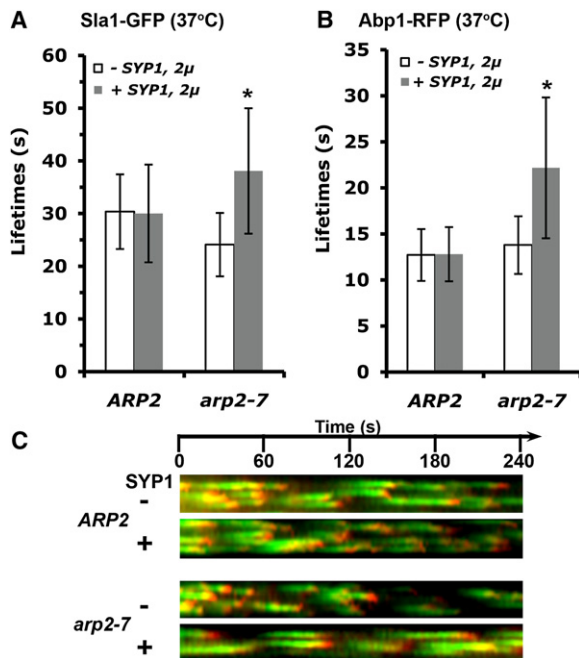 A Sla1-GFP (37°C)
Lifetimes (s)
60
50
40
30
20
10
0
- SYP1, 2μ
+ SYP1, 2μ
*
ARP2 arp2-7
B Abp1-RFP (37°C)
Lifetimes (s)
35
30
25
20
15
10
5
0
- SYP1, 2μ
+ SYP1, 2μ
*
ARP2 arp2-7
C
Time (s)
0 60 120 180 240
SYP1
ARP2
-
+
arp2-7
-
+